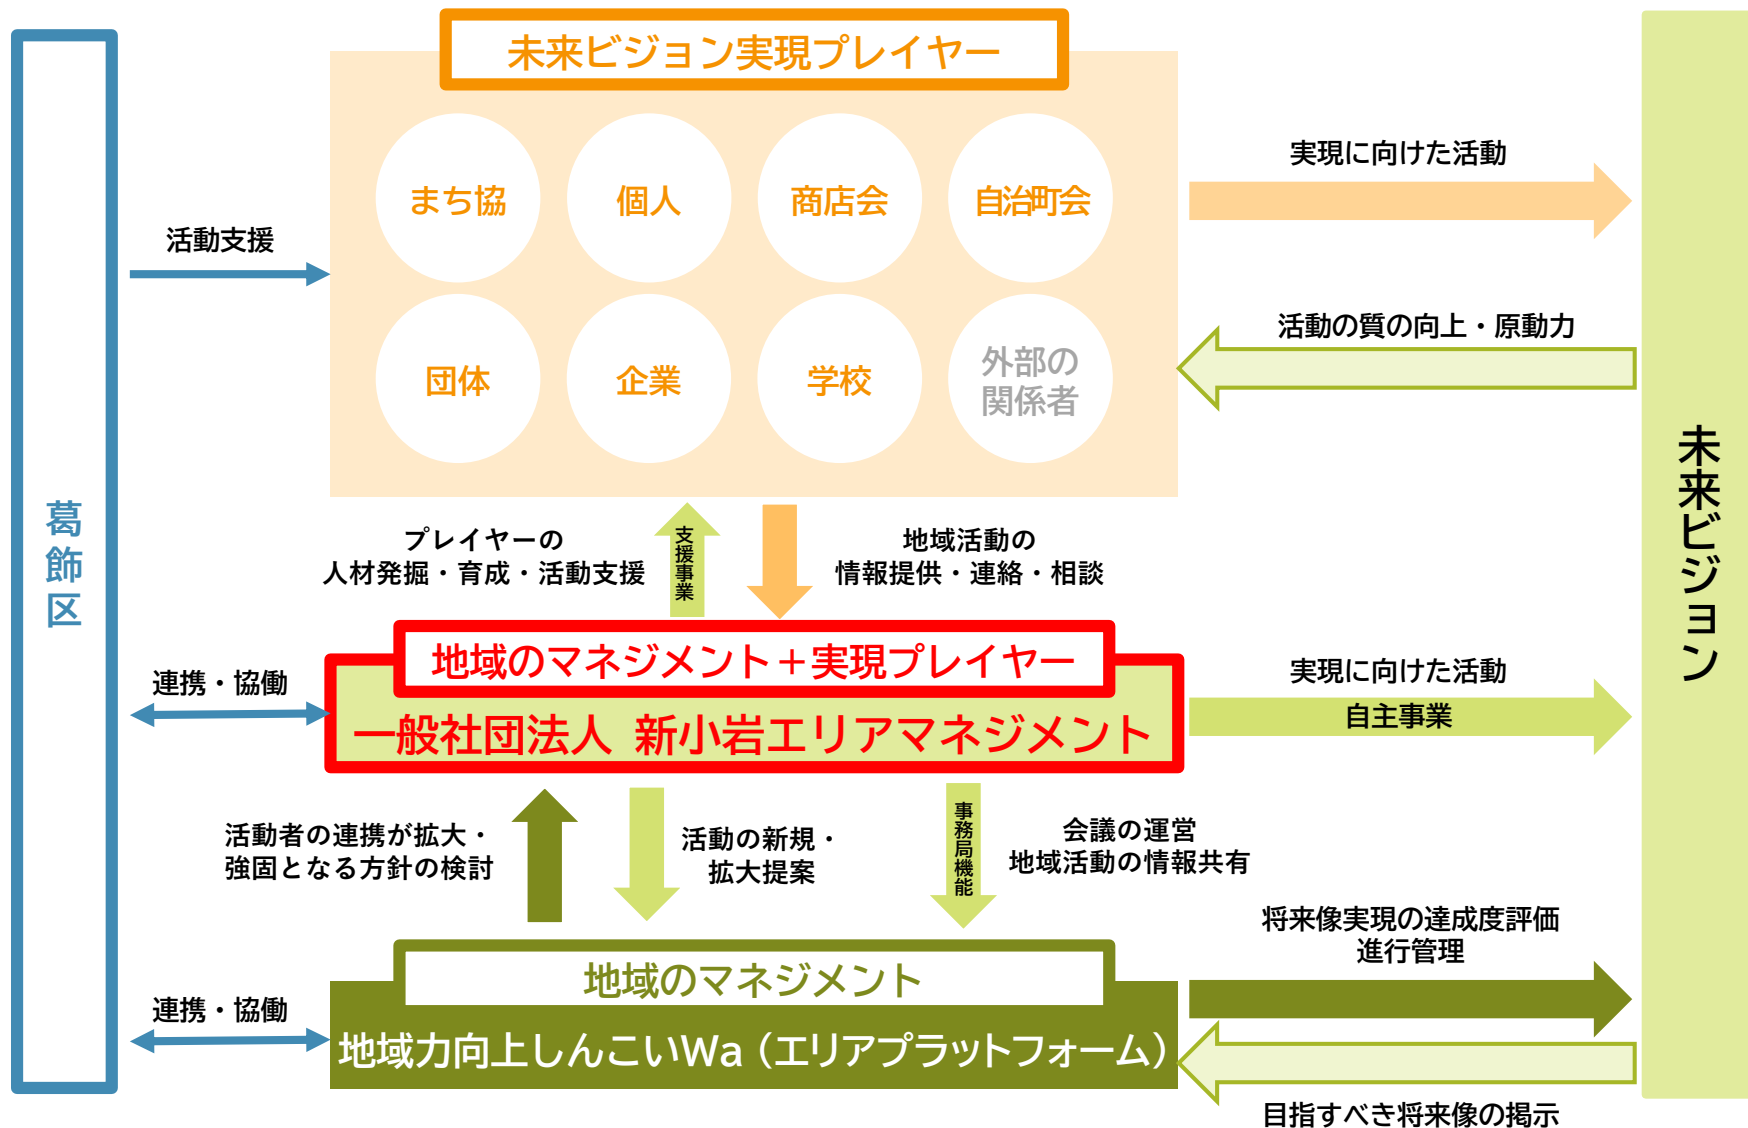 未来ビジョン実現プレイヤー
まち協
個人
商店会
自治町会
団体
企業
学校
外部の
関係者
活動支援
実現に向けた活動
活動の質の向上・原動力
葛飾区
未来ビジョン
プレイヤーの
人材発掘・育成・活動支援
支援事業
地域活動の
情報提供・連絡・相談
地域のマネジメント＋実現プレイヤー
一般社団法人 新小岩エリアマネジメント
連携・協働
実現に向けた活動
自主事業
活動者の連携が拡大・
強固となる方針の検討
活動の新規・
拡大提案
事務局機能
会議の運営
地域活動の情報共有
地域のマネジメント
地域力向上しんこいWa（エリアプラットフォーム）
連携・協働
将来像実現の達成度評価
進行管理
目指すべき将来像の掲示